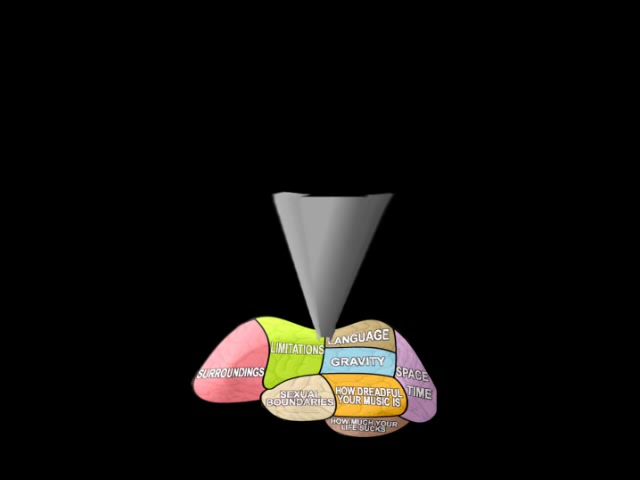 LANGUAGE
LIMITATIONS
GRAVITY
SURROUNDINGS
SPACE
TIME
SEXUAL
BOUNDARIES
HOW DREADFUL
YOUR MUSIC IS
HOW MUCH YOUR
LIFE SUCKS